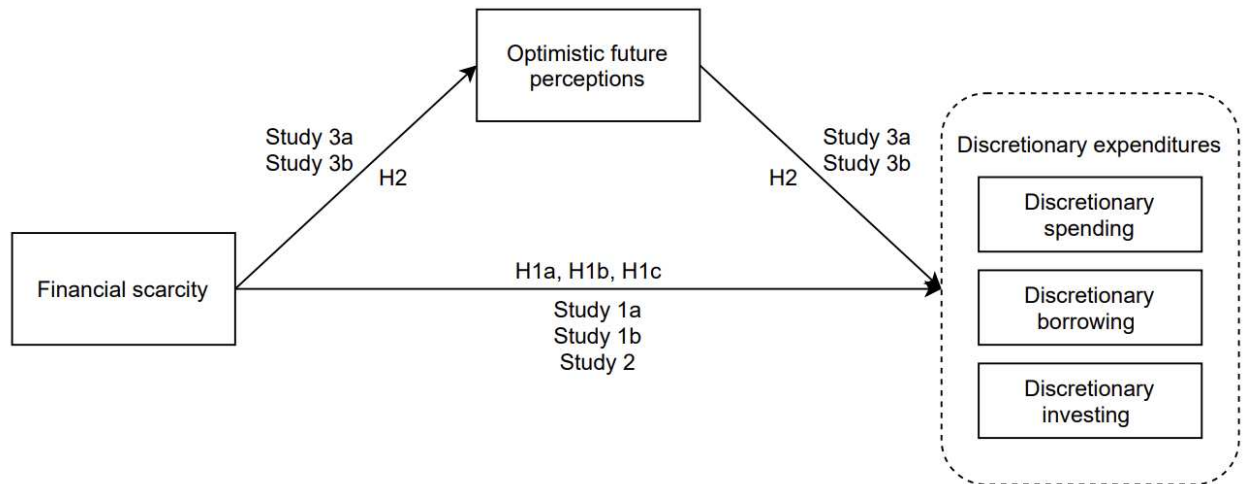 Optimistic future
perceptions
Study 3a
Study 3b
H2
Study 3a
Study 3b
H2
Discretionary expenditures
Discretionary
spending
Discretionary
borrowing
Discretionary
investing
Financial scarcity
H1a, H1b, H1c
Study 1a
Study 1b
Study 2